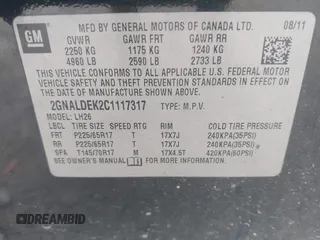 GM
MFD BY GENERAL MOTORS OF CANADA LTD.
08/11
GVWR GAWR FRT GAWR RR
2250 KG 1175 KG 1240 KG
4960 LB 2590 LB 2733 LB
THIS VEHICLE CONFORMS TO ALL APPLICABLE U.S. FEDERAL MOTOR
VEHICLE SAFETY, BUMPER, AND THEFT PREVENTION STANDARDS
IN EFFECT ON THE DATE OF MANUFACTURE SHOWN ABOVE.
2GNALDEK2C1117317 TYPE: M.P.V.
MODEL: LH26
LBCL TIRE SIZE SPEED RTG RIM COLD TIRE PRESSURE
FRT P225/65R17 T 17X7J 240KPA(35PSI)
RR P225/65R17 T 17X7J 240KPA(35PSI)
SPA T145/70R17 M 17X4.5T 420KPA(60PSI)
DREAMBID